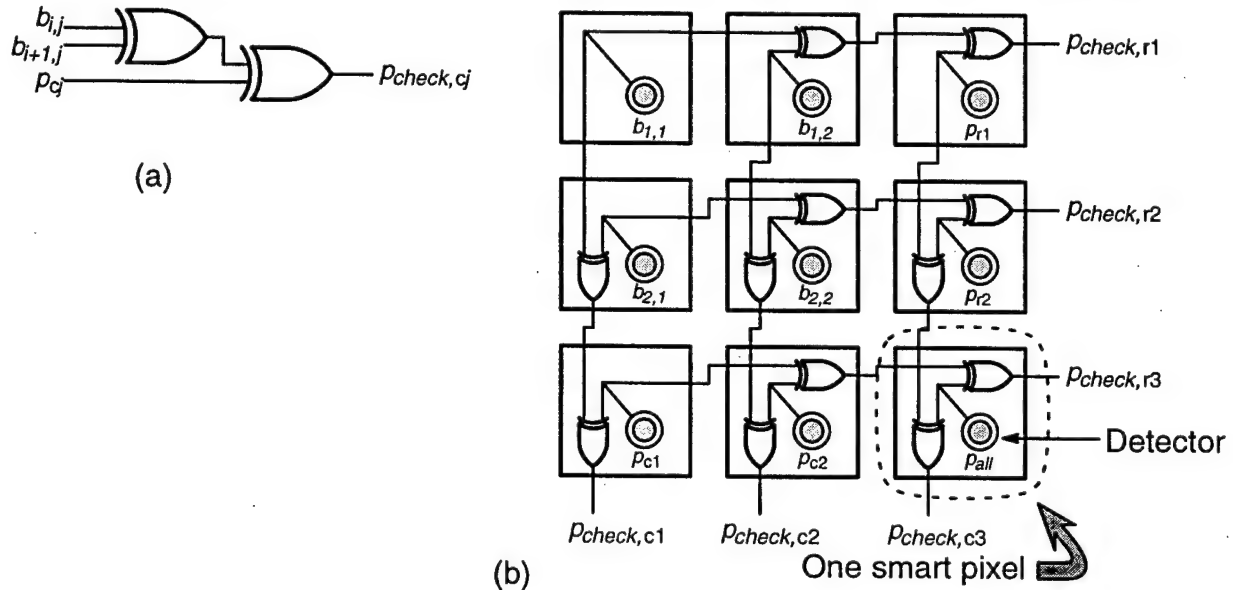 b_{i,j}
b_{i+1,j}
p_{cj}
p_{check,cj}
(a)
p_{check,r1}
b_{1,1}
b_{1,2}
p_{r1}
p_{check,r2}
b_{2,1}
b_{2,2}
p_{r2}
p_{check,r3}
p_{c1}
p_{c2}
p_{all}
Detector
p_{check,c1}
p_{check,c2}
p_{check,c3}
(b)
One smart pixel